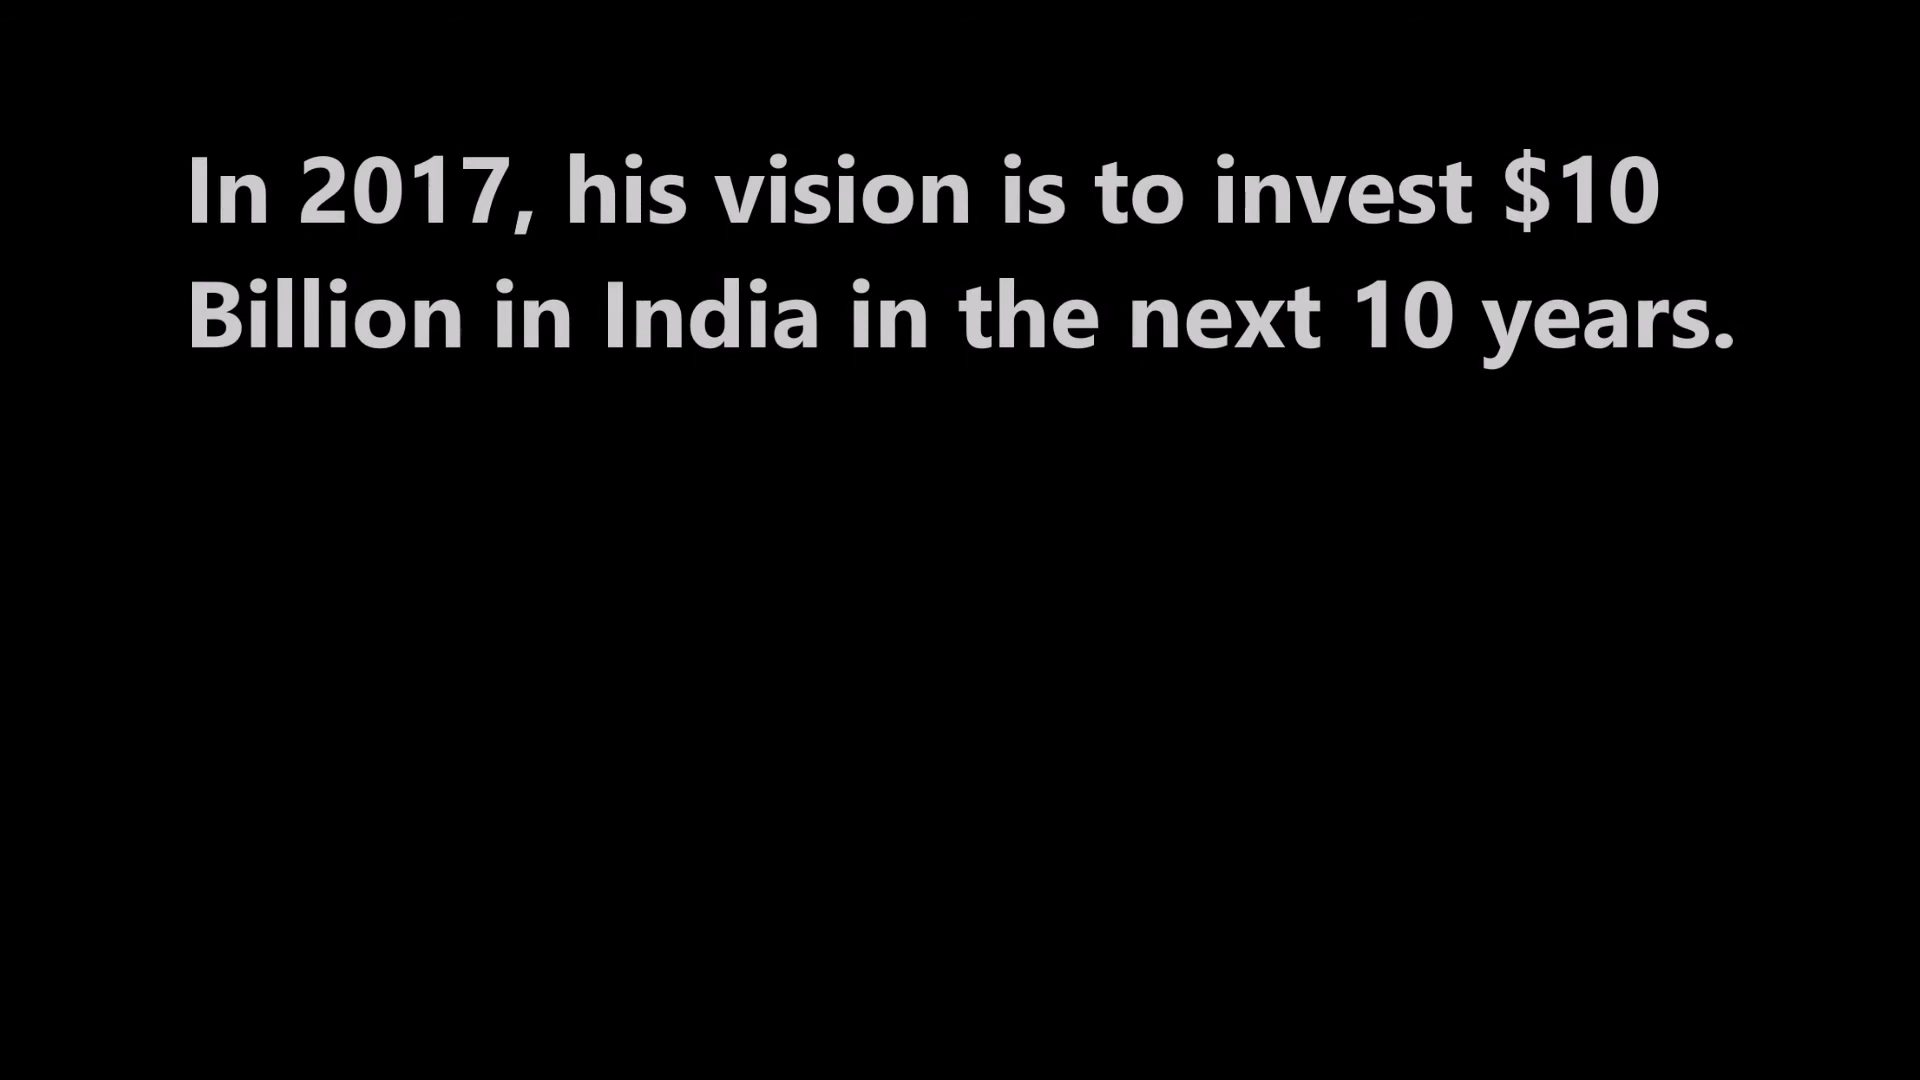 In 2017, his vision is to invest $10
Billion in India in the next 10 years.